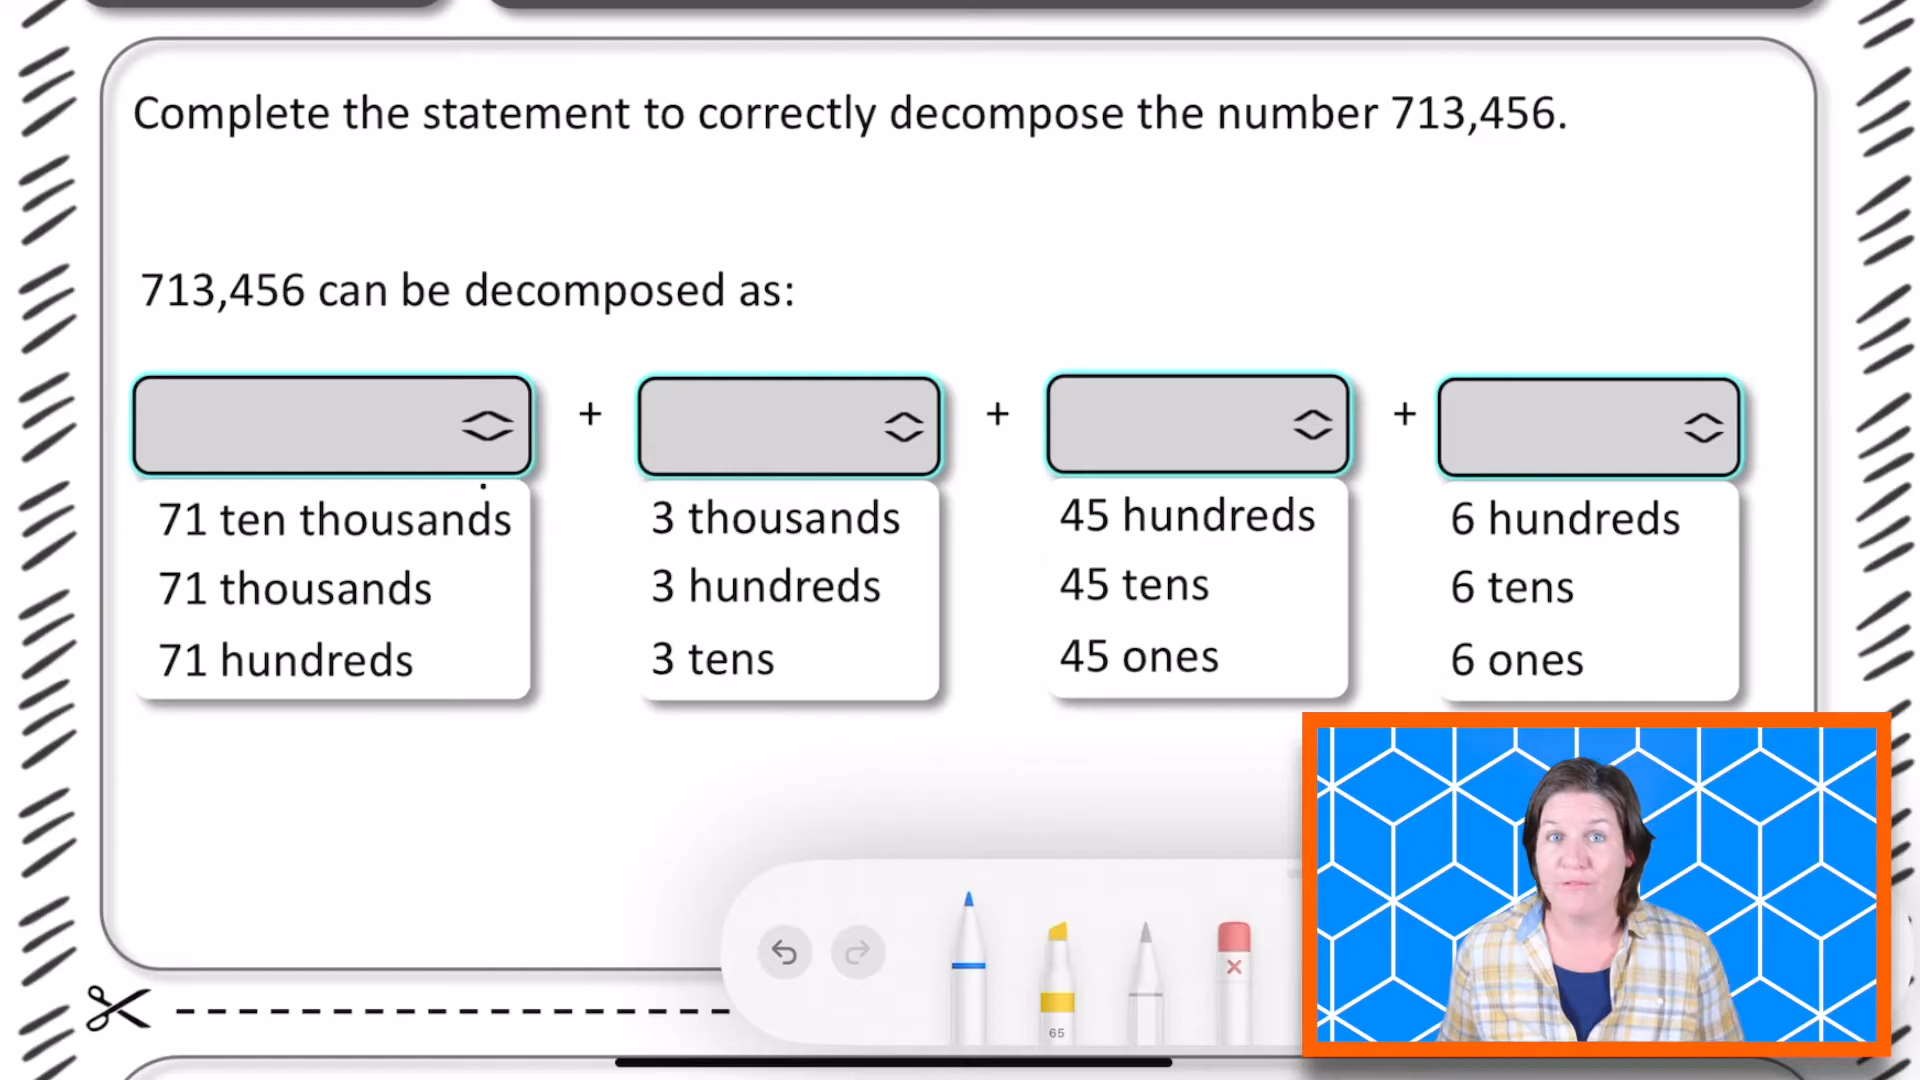 Complete the statement to correctly decompose the number 713,456.
713,456 can be decomposed as:
+ + +
71 ten thousands 3 thousands 45 hundreds 6 hundreds
71 thousands 3 hundreds 45 tens 6 tens
71 hundreds 3 tens 45 ones 6 ones
65